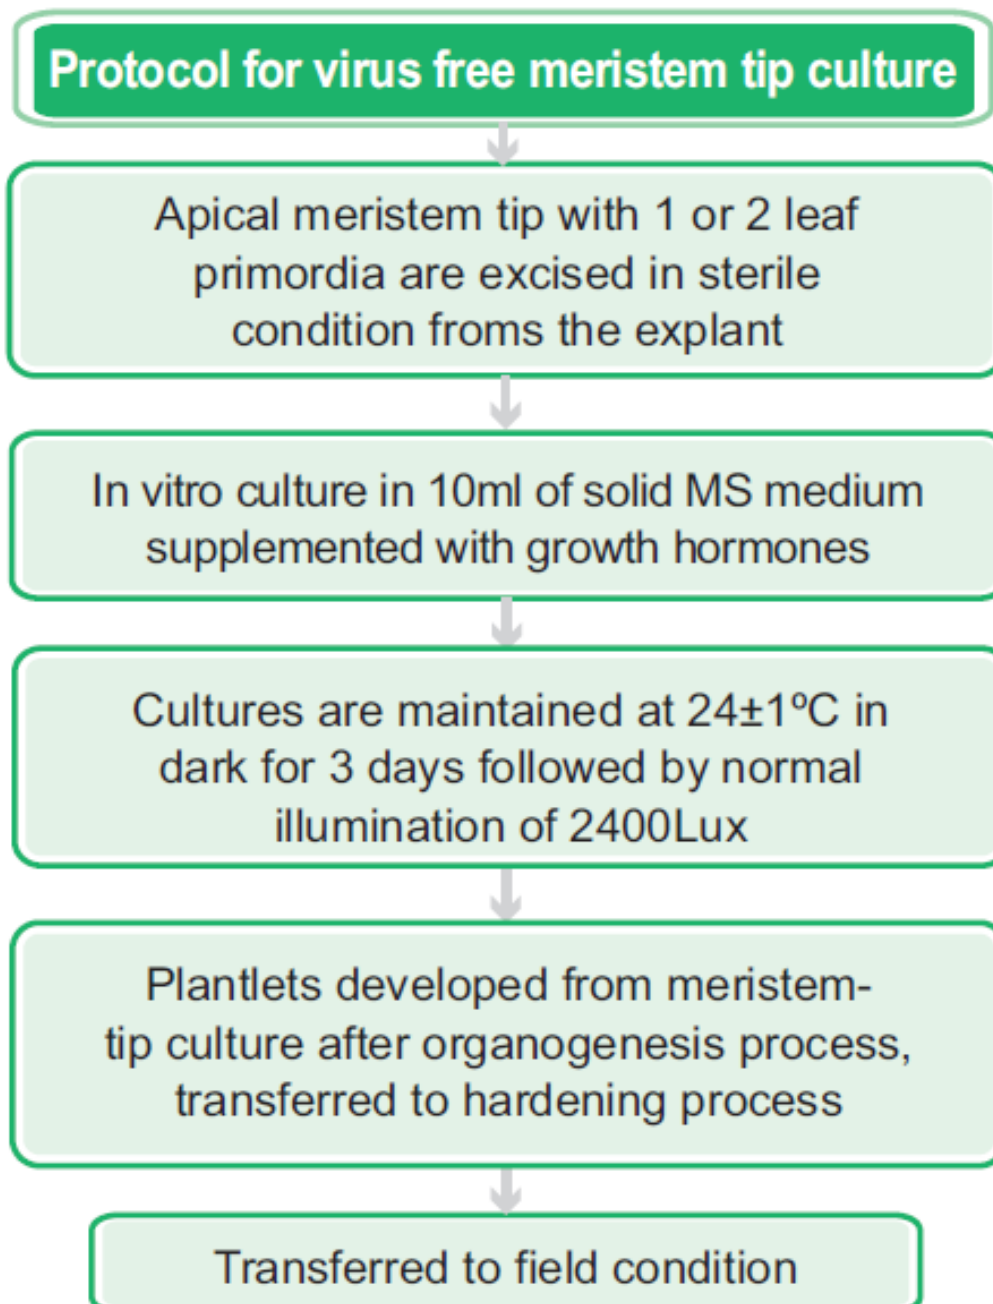 Protocol for virus free meristem tip culture
Apical meristem tip with 1 or 2 leaf
primordia are excised in sterile
condition froms the explant
In vitro culture in 10ml of solid MS medium
supplemented with growth hormones
Cultures are maintained at 24±1ºC in
dark for 3 days followed by normal
illumination of 2400Lux
Plantlets developed from meristem-
tip culture after organogenesis process,
transferred to hardening process
Transferred to field condition